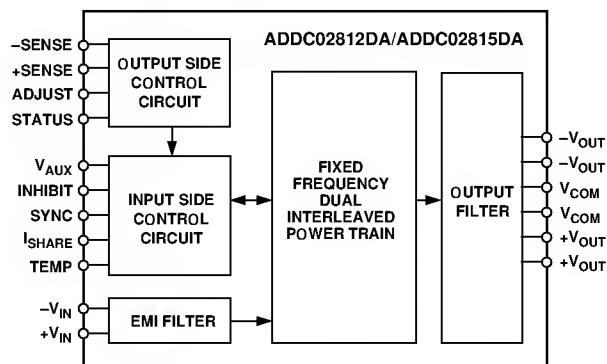 ADDC02812DA/ADDC02815DA
–SENSE
+SENSE
ADJUST
STATUS
OUTPUT SIDE
CONTROL
CIRCUIT
VAUX
INHIBIT
SYNC
ISHARE
TEMP
INPUT SIDE
CONTROL
CIRCUIT
–VIN
+VIN
EMI FILTER
FIXED
FREQUENCY
DUAL
INTERLEAVED
POWER TRAIN
OUTPUT
FILTER
–VOUT
–VOUT
VCOM
VCOM
+VOUT
+VOUT